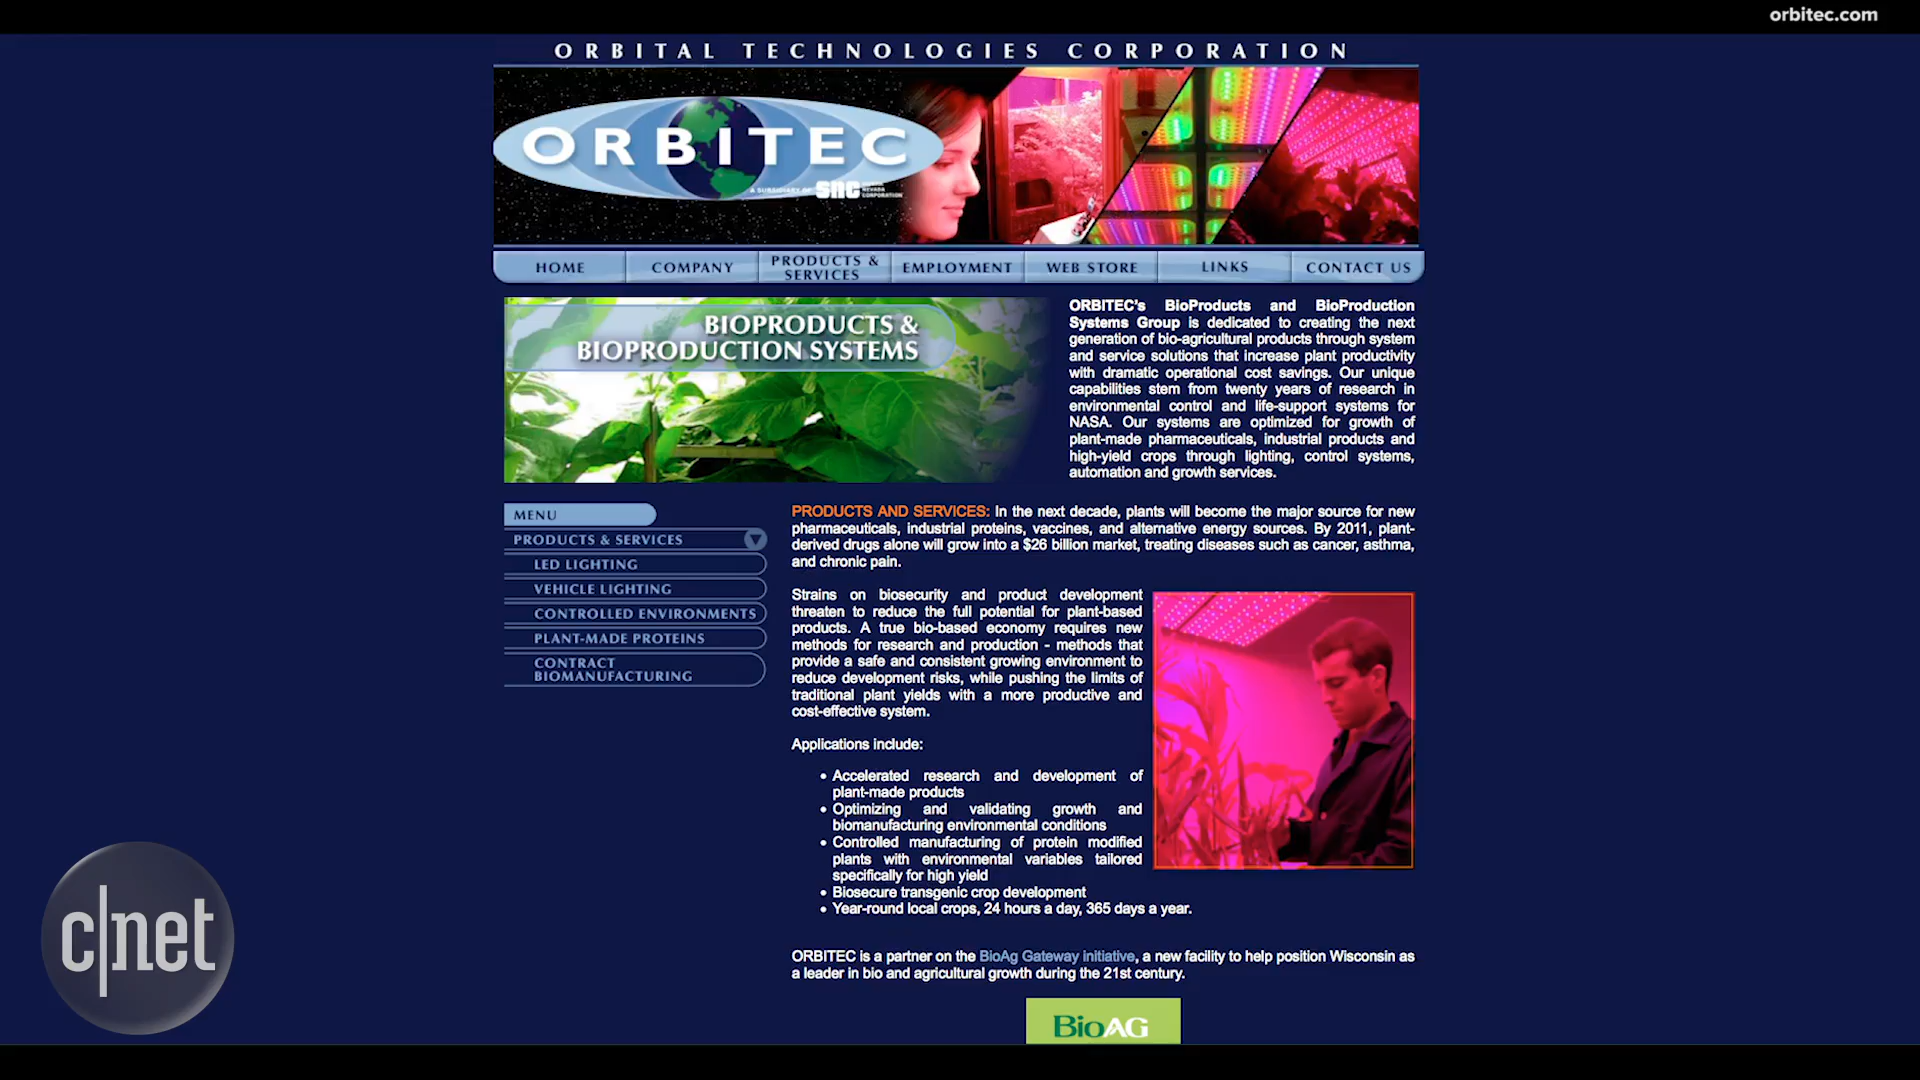 orbitec.com
ORBITAL TECHNOLOGIES CORPORATION
ORBITEC
A SUBSIDIARY OF SNC SIERRA NEVADA CORPORATION
HOME
COMPANY
PRODUCTS & SERVICES
EMPLOYMENT
WEB STORE
LINKS
CONTACT US
BIOPRODUCTS &
BIOPRODUCTION SYSTEMS
ORBITEC's BioProducts and BioProduction
Systems Group is dedicated to creating the next
generation of bio-agricultural products through system
and service solutions that increase plant productivity
with dramatic operational cost savings. Our unique
capabilities stem from twenty years of research in
environmental control and life-support systems for
NASA. Our systems are optimized for growth of
plant-made pharmaceuticals, industrial products and
high-yield crops through lighting, control systems,
automation and growth services.
MENU
PRODUCTS & SERVICES
LED LIGHTING
VEHICLE LIGHTING
CONTROLLED ENVIRONMENTS
PLANT-MADE PROTEINS
CONTRACT
BIOMANUFACTURING
PRODUCTS AND SERVICES: In the next decade, plants will become the major source for new
pharmaceuticals, industrial proteins, vaccines, and alternative energy sources. By 2011, plant-
derived drugs alone will grow into a $26 billion market, treating diseases such as cancer, asthma,
and chronic pain.
Strains on biosecurity and product development
threaten to reduce the full potential for plant-based
products. A true bio-based economy requires new
methods for research and production - methods that
provide a safe and consistent growing environment to
reduce development risks, while pushing the limits of
traditional plant yields with a more productive and
cost-effective system.
Applications include:
• Accelerated research and development of
plant-made products
• Optimizing and validating growth and
biomanufacturing environmental conditions
• Controlled manufacturing of protein modified
plants with environmental variables tailored
specifically for high yield
• Biosecure transgenic crop development
• Year-round local crops, 24 hours a day, 365 days a year.
ORBITEC is a partner on the BioAg Gateway initiative, a new facility to help position Wisconsin as
a leader in bio and agricultural growth during the 21st century.
BioAG
c|net